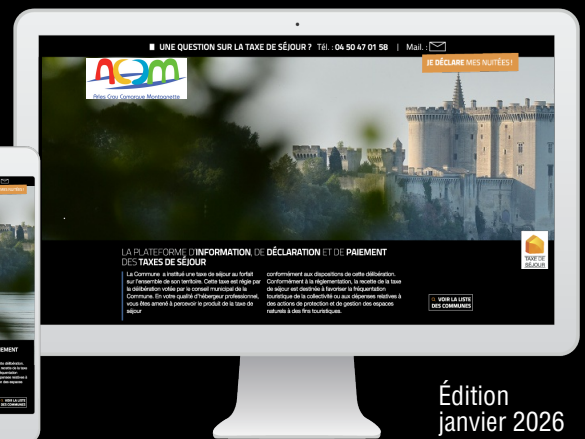 UNE QUESTION SUR LA TAXE DE SÉJOUR ? Tél. : 04 50 47 01 58 | Mail. :
JE DÉCLARE MES NUITÉES !
ACCM
Arles Crau Camargue Montagnette
LA PLATEFORME D'INFORMATION, DE DÉCLARATION ET DE PAIEMENT
DES TAXES DE SÉJOUR
La Commune a institué une taxe de séjour au forfait
sur l'ensemble de son territoire. Cette taxe est régie par
la délibération votée par le conseil municipal de la
Commune. En votre qualité d'hébergeur professionnel,
vous êtes amené à percevoir le produit de la taxe de
séjour
conformément aux dispositions de cette délibération.
Conformément à la réglementation, la recette de la taxe
de séjour est destinée à favoriser la fréquentation
touristique de la collectivité ou aux dépenses relatives à
des actions de protection et de gestion des espaces
naturels à des fins touristiques.
TAXE DE
SÉJOUR
VOIR LA LISTE
DES COMMUNES
Édition
janvier 2026